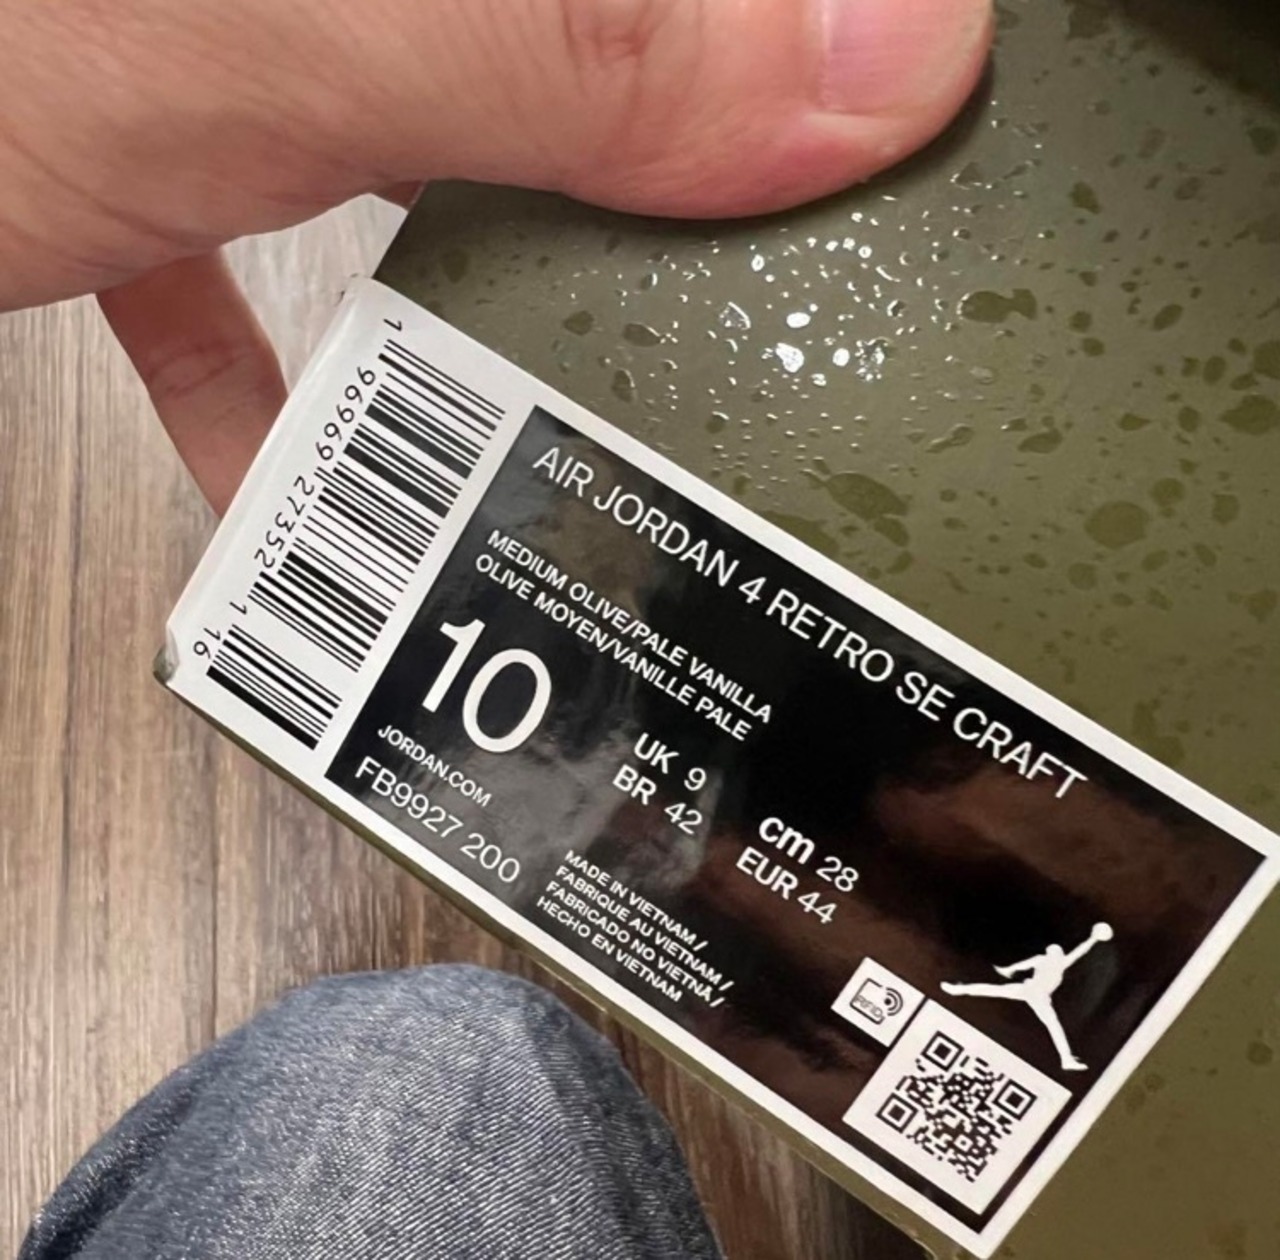 1 96969 27352 1 16
AIR JORDAN 4 RETRO SE CRAFT
MEDIUM OLIVE/PALE VANILLA
OLIVE MOYEN/VANILLE PALE
10
UK 9
BR 42
cm 28
EUR 44
JORDAN.COM
FB9927 200
MADE IN VIETNAM/
FABRIQUE AU VIETNAM/
FABRICADO NO VIETNÃ/
HECHO EN VIETNAM
RFID